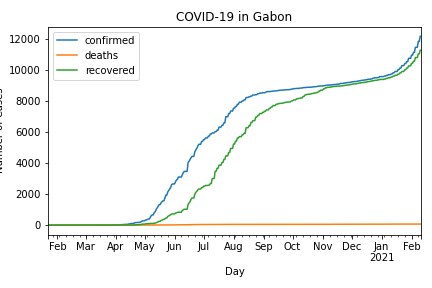 COVID-19 in Gabon
confirmed
deaths
recovered
12000
10000
8000
6000
4000
2000
0
Feb Mar Apr May Jun Jul Aug Sep Oct Nov Dec Jan Feb
2021
Day